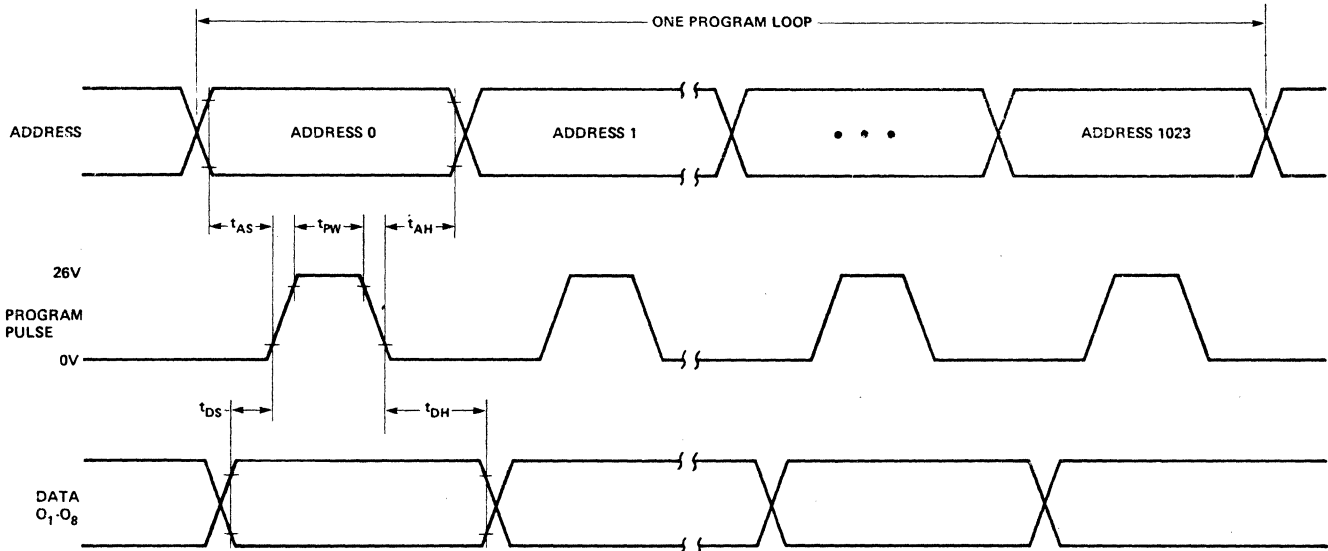 ONE PROGRAM LOOP
ADDRESS
ADDRESS 0
ADDRESS 1
• • •
ADDRESS 1023
tAS
tPW
tAH
26V
PROGRAM
PULSE
0V
tDS
tDH
DATA
O1-O8